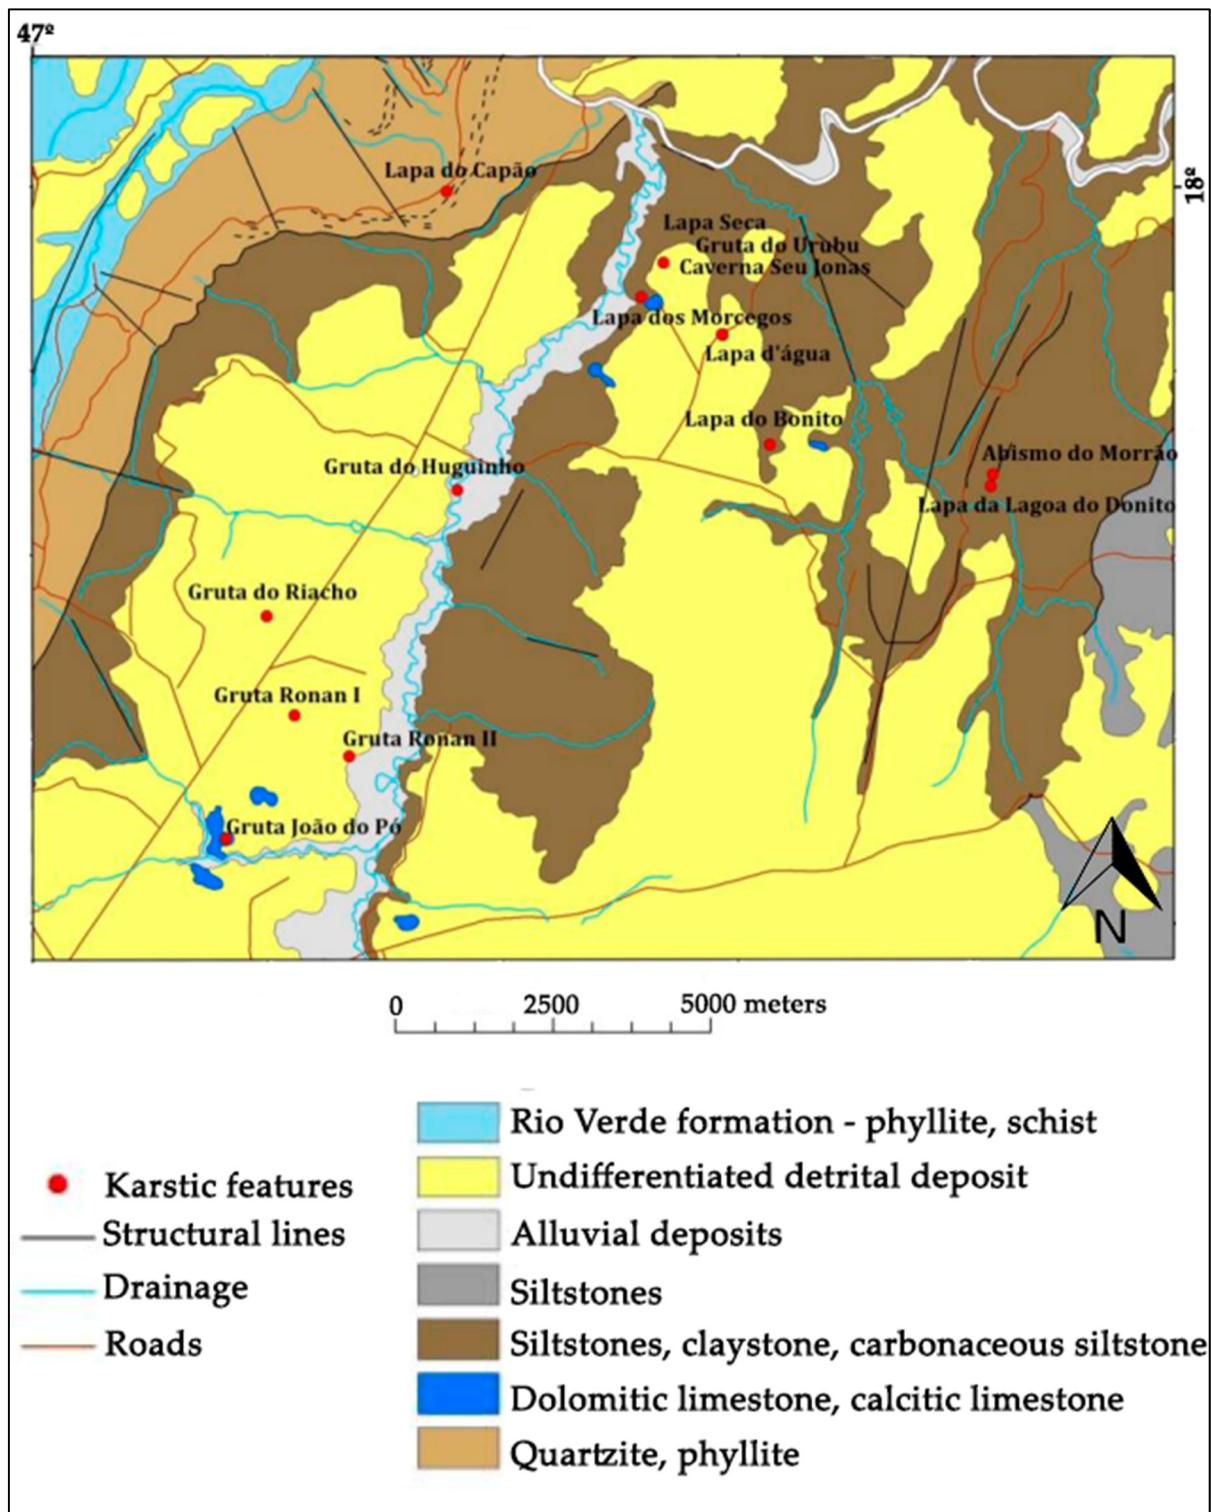 47º
18º
Lapa do Capão
Lapa Seca
Gruta do Urubu
Caverna Seu Jonas
Lapa dos Morcegos
Lapa d'água
Lapa do Bonito
Abismo do Morrão
Gruta do Huguinho
Lapa da Lagoa do Donito
Gruta do Riacho
Gruta Ronan I
Gruta Ronan II
Gruta João do Pó
N
0 2500 5000 meters
Karstic features
Structural lines
Drainage
Roads
Rio Verde formation - phyllite, schist
Undifferentiated detrital deposit
Alluvial deposits
Siltstones
Siltstones, claystone, carbonaceous siltstone
Dolomitic limestone, calcitic limestone
Quartzite, phyllite